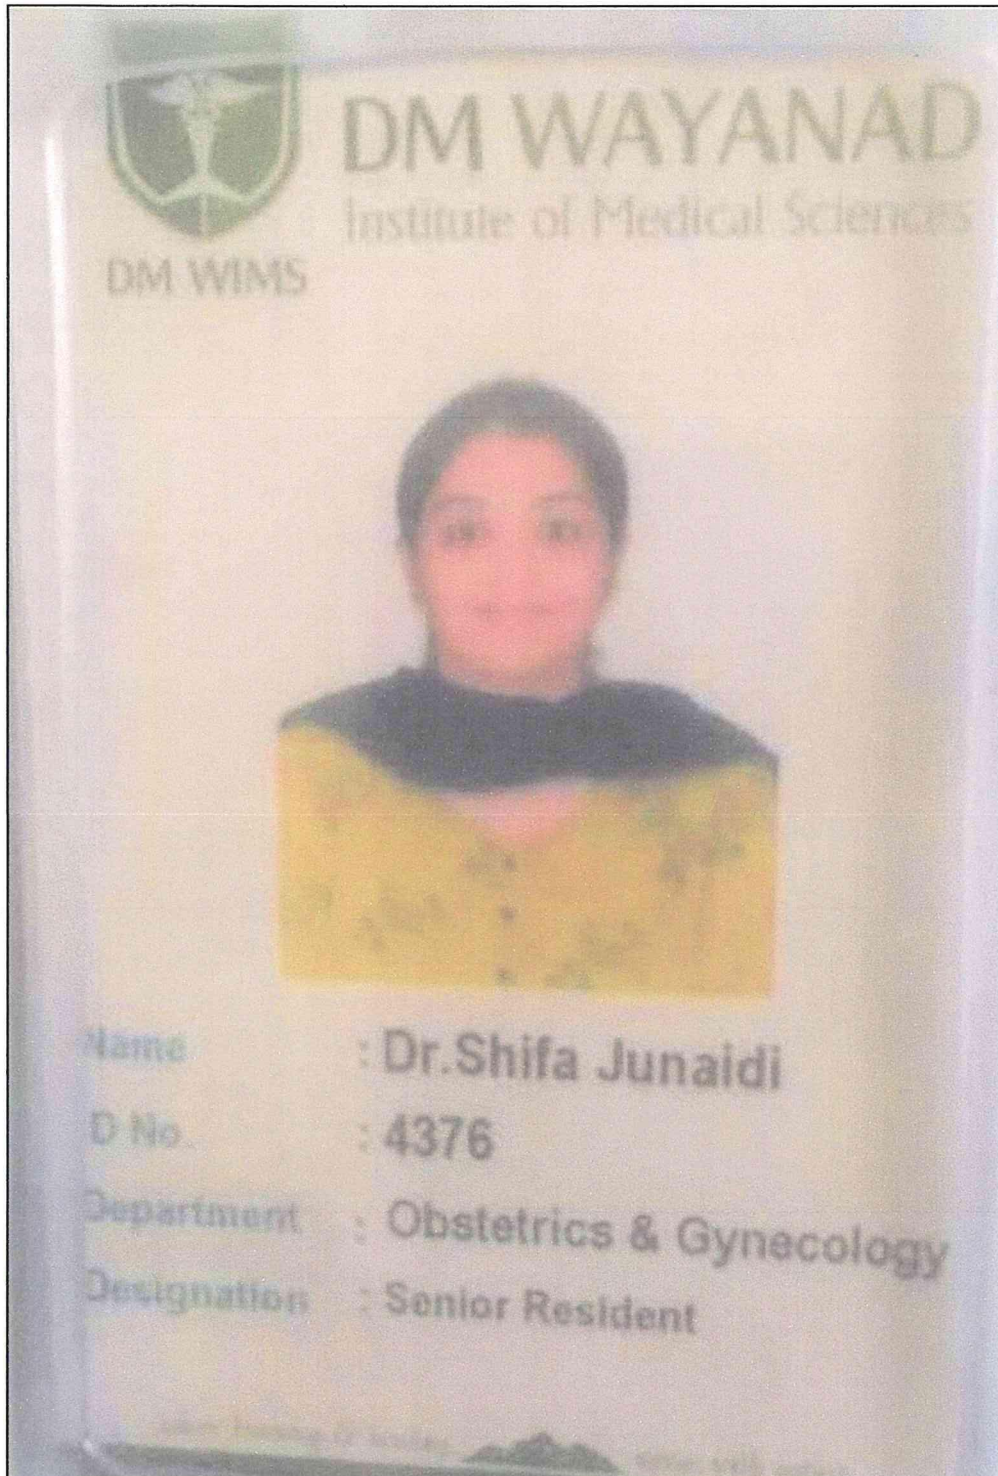 DM WAYANAD
Institute of Medical Sciences
DM WIMS
Name : Dr.Shifa Junaidi
D No. : 4376
Department : Obstetrics & Gynecology
Designation : Senior Resident